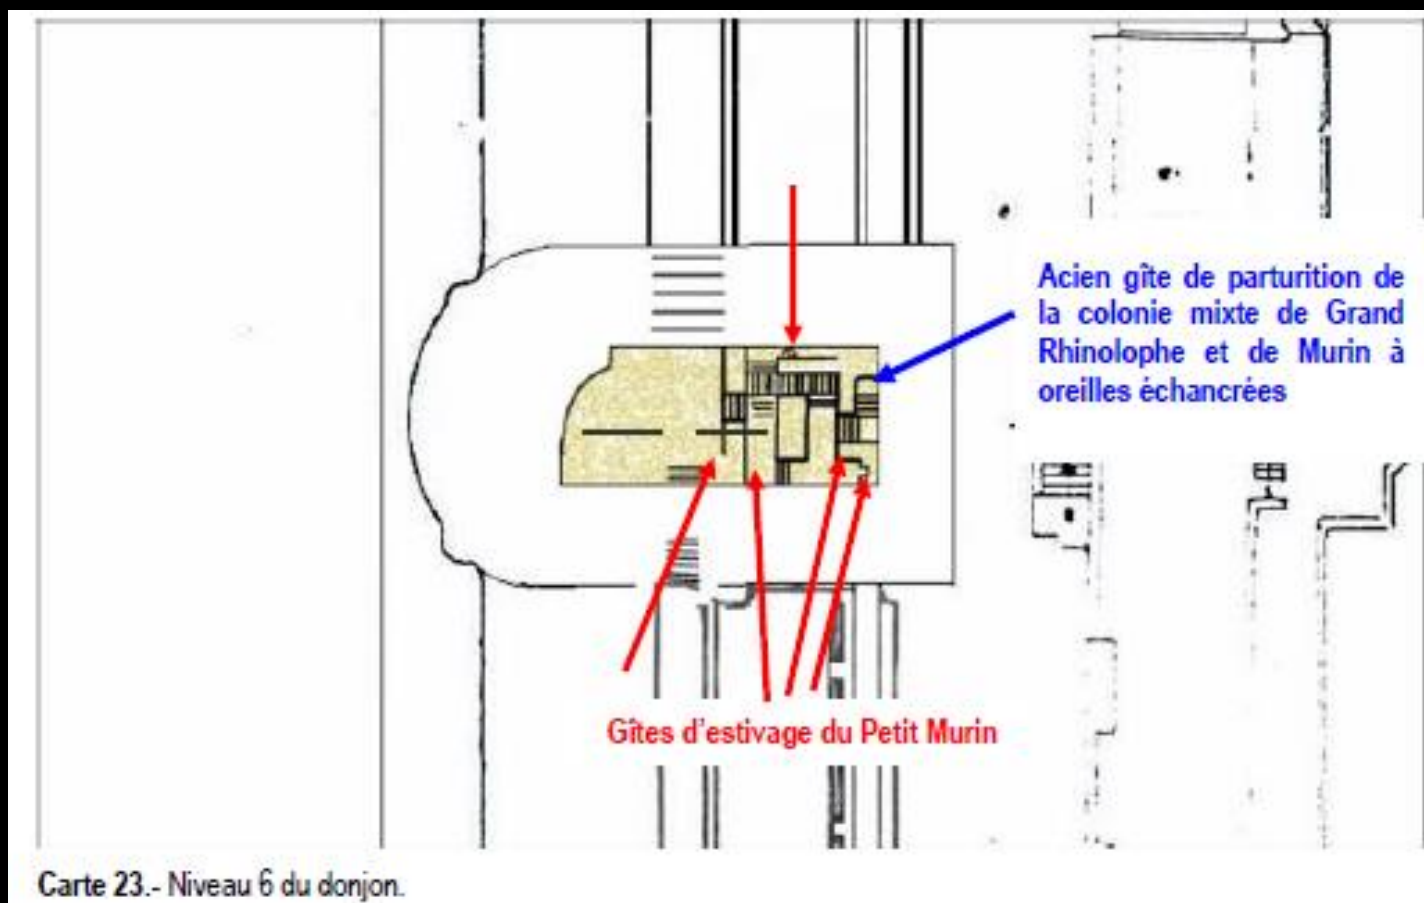 Acien gîte de parturition de
la colonie mixte de Grand
Rhinolophe et de Murin à
oreilles échancrées
Gîtes d'estivage du Petit Murin
Carte 23.- Niveau 6 du donjon.